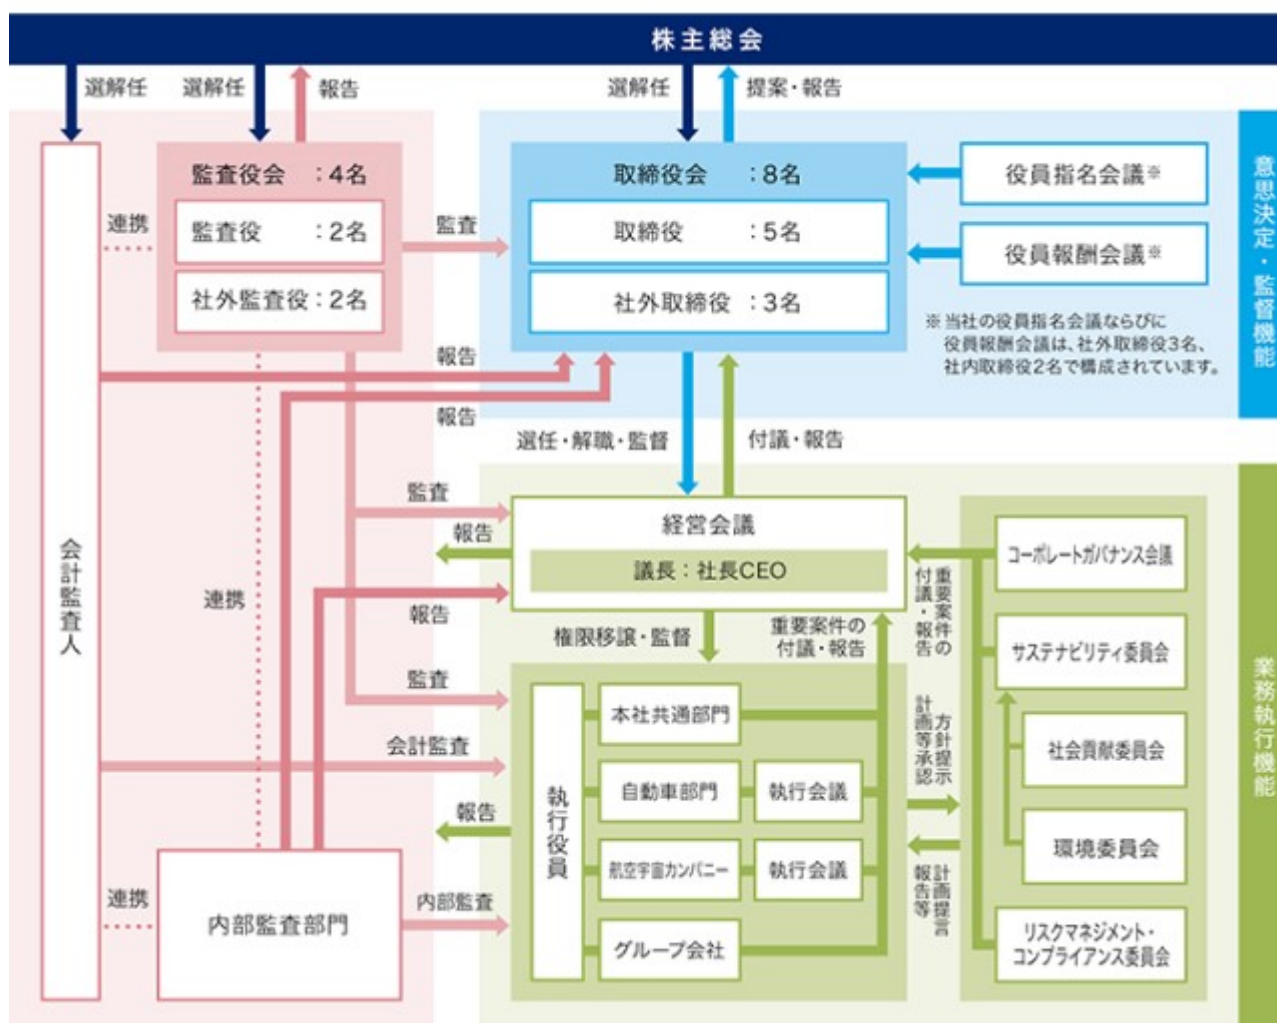 株主総会
選解任
選解任
報告
選解任
提案・報告
監査役会 :4名
監査役 :2名
社外監査役:2名
連携
監査
取締役会 :8名
取締役 :5名
社外取締役 :3名
役員指名会議※
役員報酬会議※
※当社の役員指名会議ならびに
役員報酬会議は、社外取締役3名、
社内取締役2名で構成されています。
意思決定・監督機能
報告
報告
選任・解職・監督
付議・報告
監査
報告
経営会議
議長:社長CEO
コーポレートガバナンス会議
会計監査人
連携
報告
権限移譲・監督
重要案件の
付議・報告
重要案件の
付議・報告
サステナビリティ委員会
業務執行機能
監査
本社共通部門
方針提示
計画等承認
会計監査
社会貢献委員会
執行役員
自動車部門
執行会議
報告
環境委員会
航空宇宙カンパニー
執行会議
計画提言
報告等
連携
内部監査部門
内部監査
グループ会社
リスクマネジメント・
コンプライアンス委員会